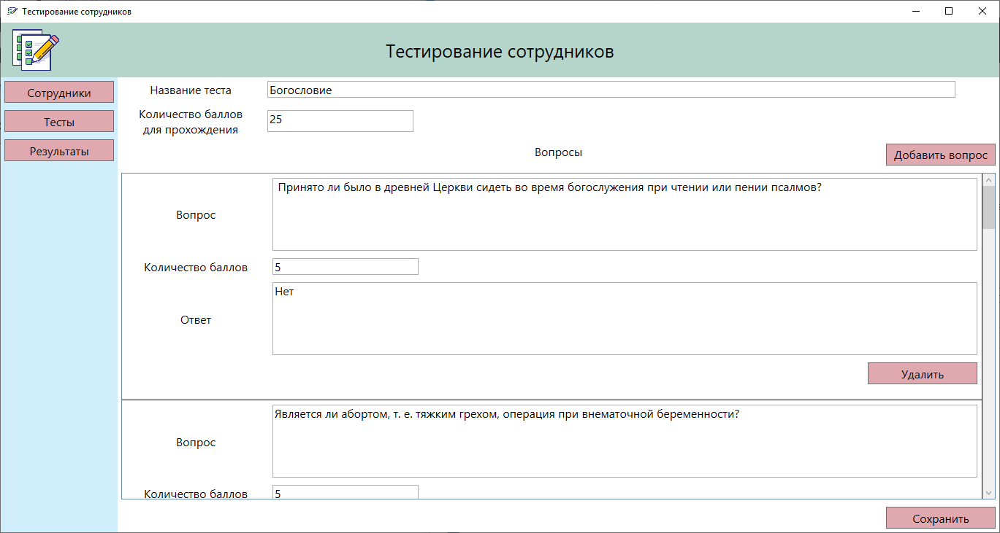 Тестирование сотрудников
Тестирование сотрудников
Сотрудники
Тесты
Результаты
Название теста
Богословие
Количество баллов
для прохождения
25
Вопросы
Добавить вопрос
Вопрос
Принято ли было в древней Церкви сидеть во время богослужения при чтении или пении псалмов?
Количество баллов
5
Ответ
Нет
Удалить
Вопрос
Является ли абортом, т. е. тяжким грехом, операция при внематочной беременности?
Количество баллов
5
Сохранить